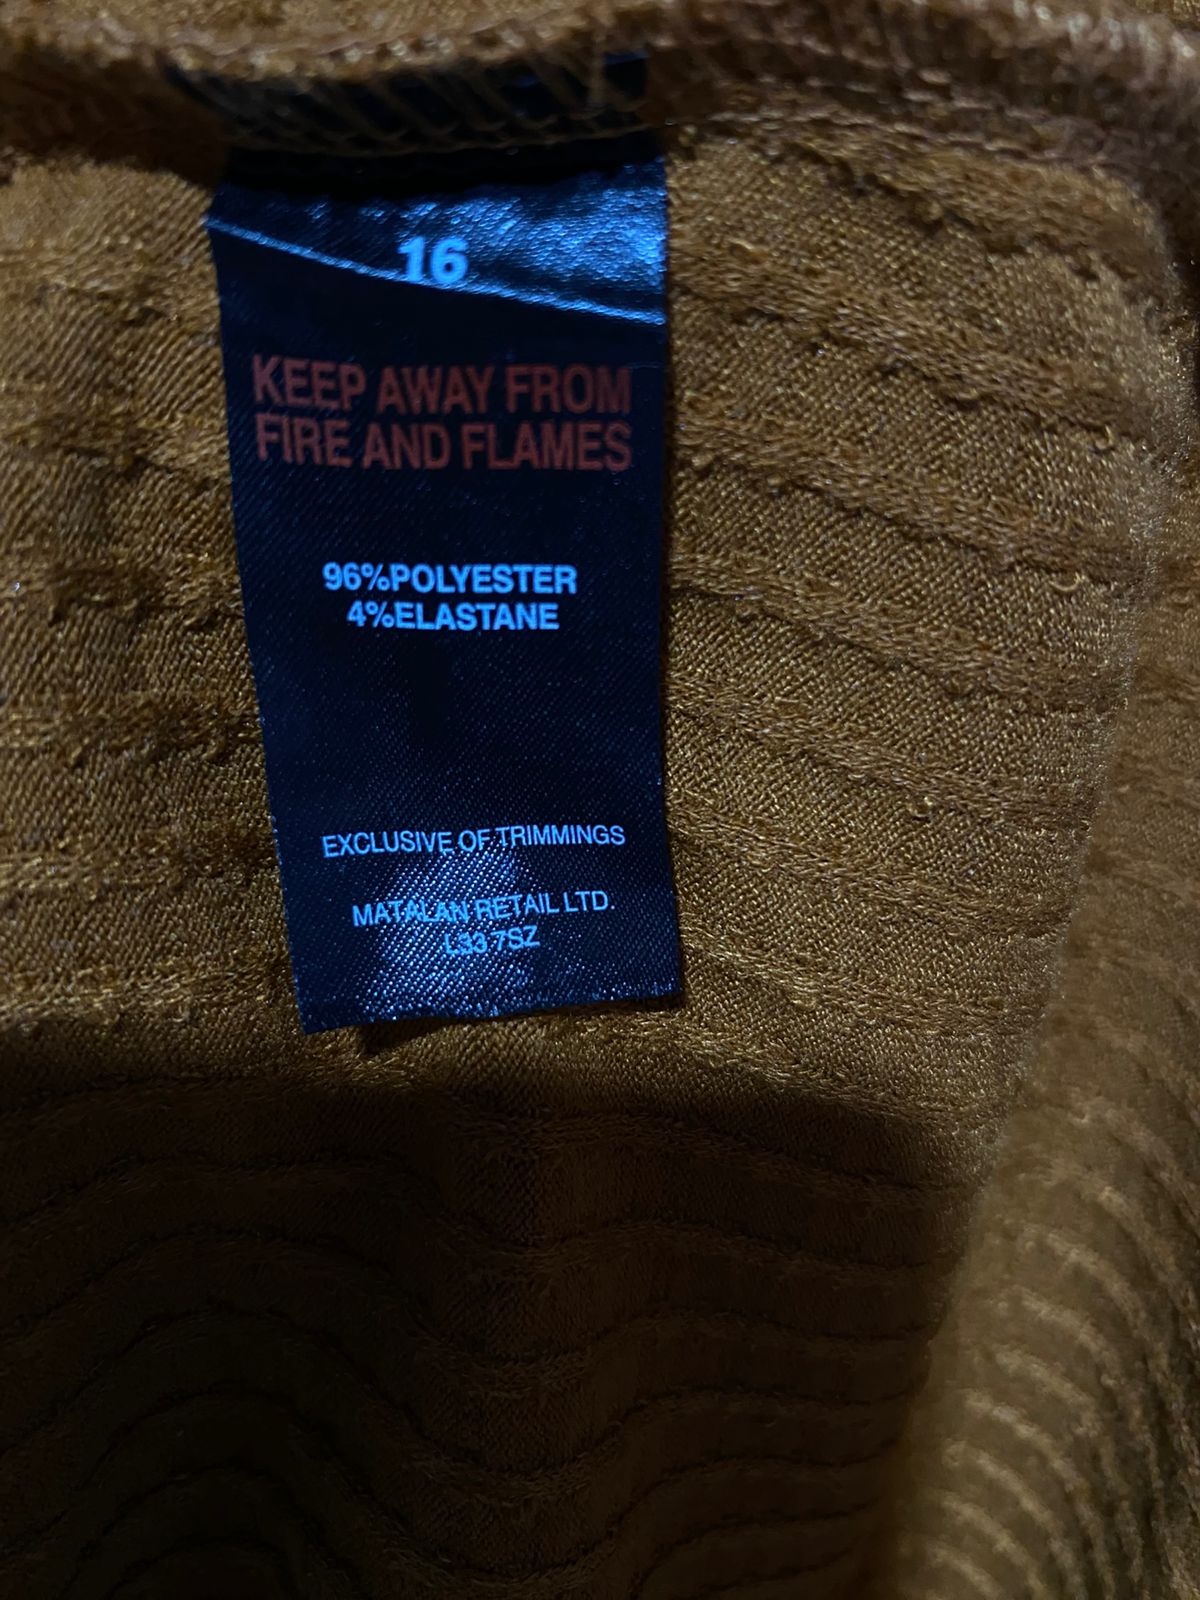 16
KEEP AWAY FROM
FIRE AND FLAMES
96%POLYESTER
4%ELASTANE
EXCLUSIVE OF TRIMMINGS
MATALAN RETAIL LTD.
L33 7SZ